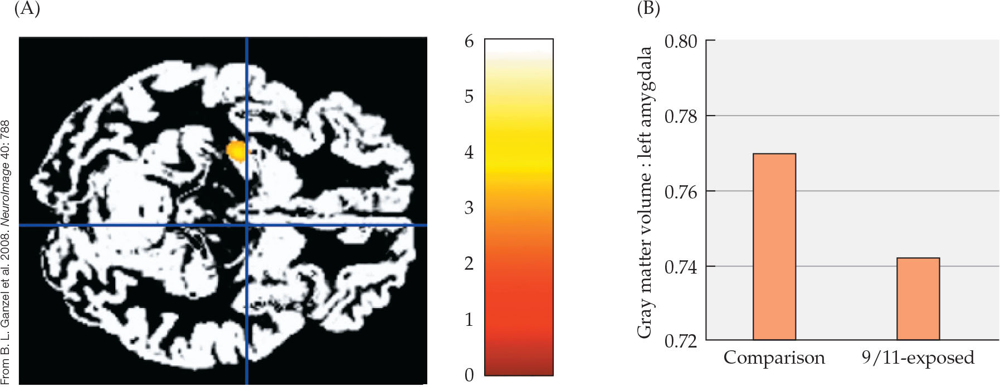 (A)
From B. L. Ganzel et al. 2008. NeuroImage 40: 788
6
5
4
3
2
1
0
(B)
Gray matter volume : left amygdala
0.80
0.78
0.76
0.74
0.72
Comparison 9/11-exposed